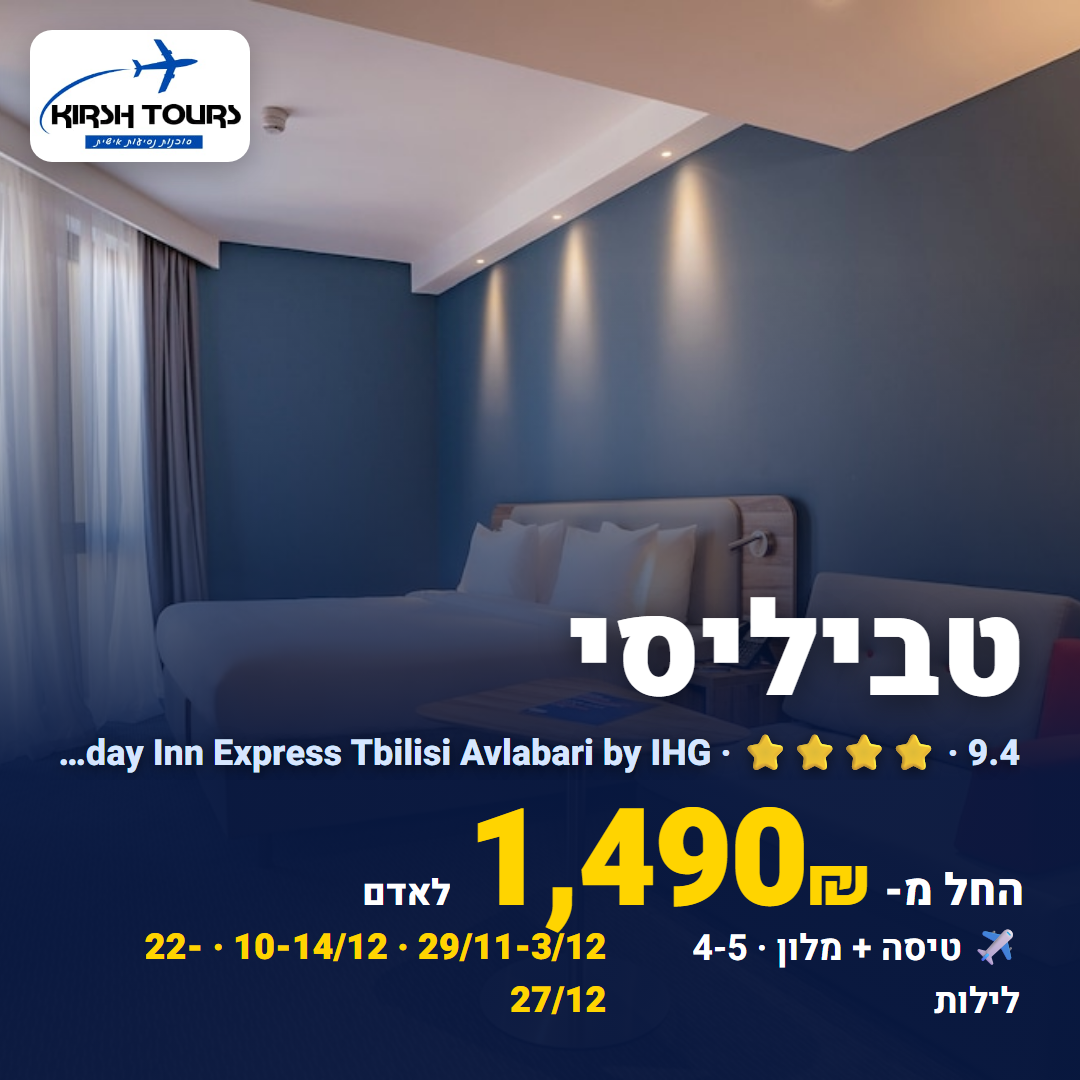 KIRSH TOURS
סוכנות נסיעות אישית
טביליסי
9.4 · ⭐⭐⭐⭐ · ...day Inn Express Tbilisi Avlabari by IHG
החל מ- ₪1,490 לאדם
✈️ טיסה + מלון · 4-5 לילות
29/11-3/12 · 10-14/12 · 22-27/12